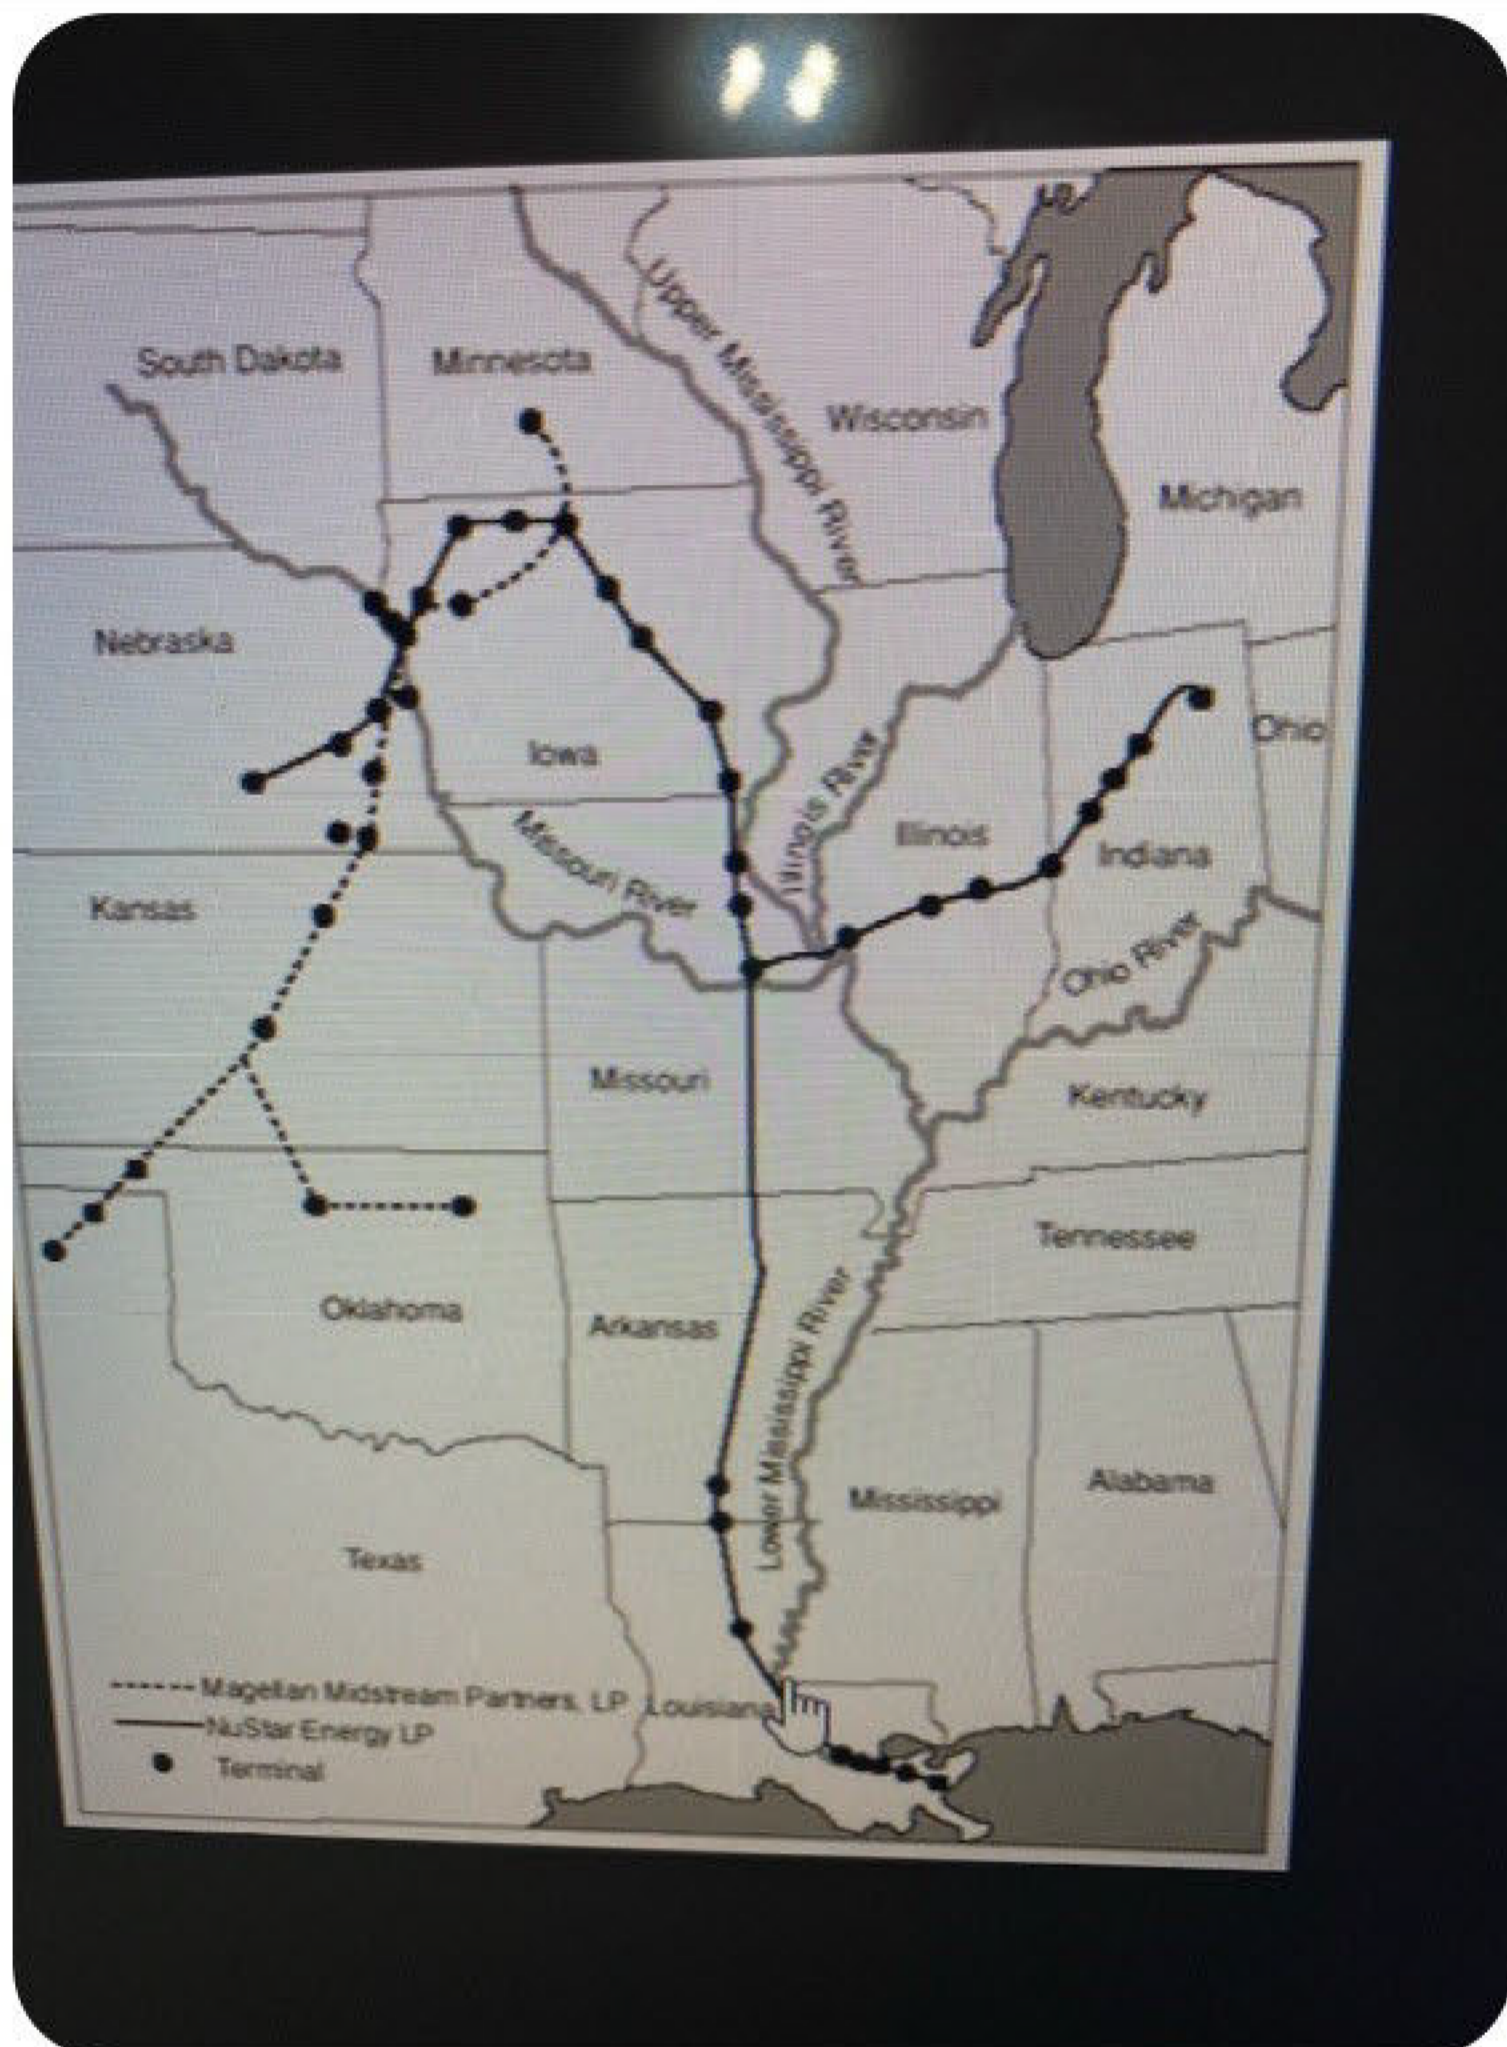 Upper Mississippi River
South Dakota
Minnesota
Wisconsin
Michigan
Nebraska
Iowa
Ohio
Illinois River
Illinois
Indiana
Missouri River
Kansas
Ohio River
Missouri
Kentucky
Tennessee
Oklahoma
Arkansas
Lower Mississippi River
Mississippi
Alabama
Texas
Louisiana
Magellan Midstream Partners, LP
NuStar Energy LP
Terminal